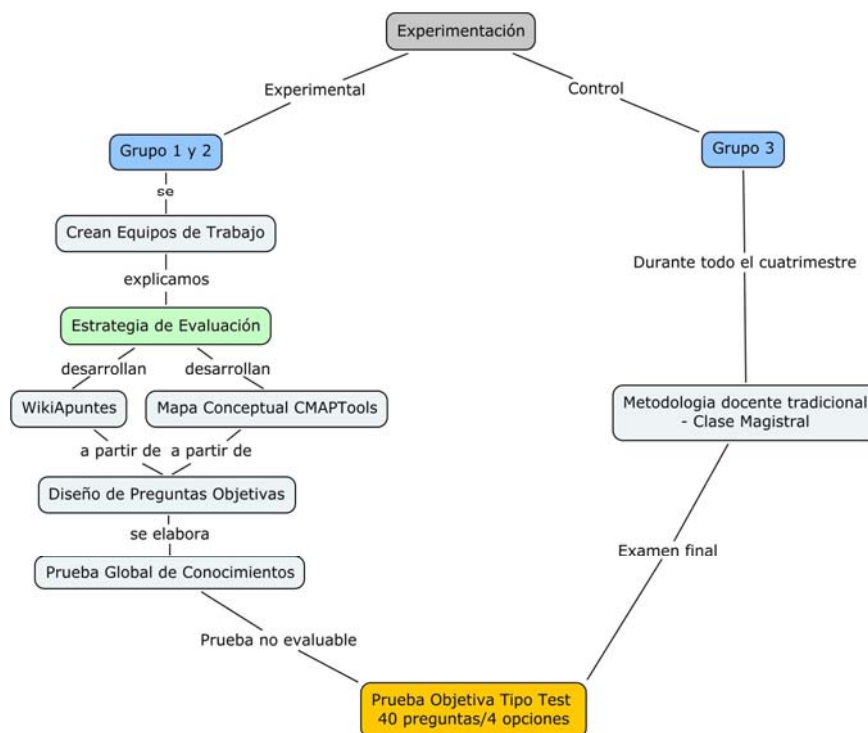 Experimentación
Experimental
Control
Grupo 1 y 2
Grupo 3
se
Crean Equipos de Trabajo
Durante todo el cuatrimestre
explicamos
Estrategia de Evaluación
desarrollan
desarrollan
WikiApuntes
Mapa Conceptual CMAPTools
Metodologia docente tradicional
- Clase Magistral
a partir de
a partir de
Diseño de Preguntas Objetivas
se elabora
Examen final
Prueba Global de Conocimientos
Prueba no evaluable
Prueba Objetiva Tipo Test
40 preguntas/4 opciones